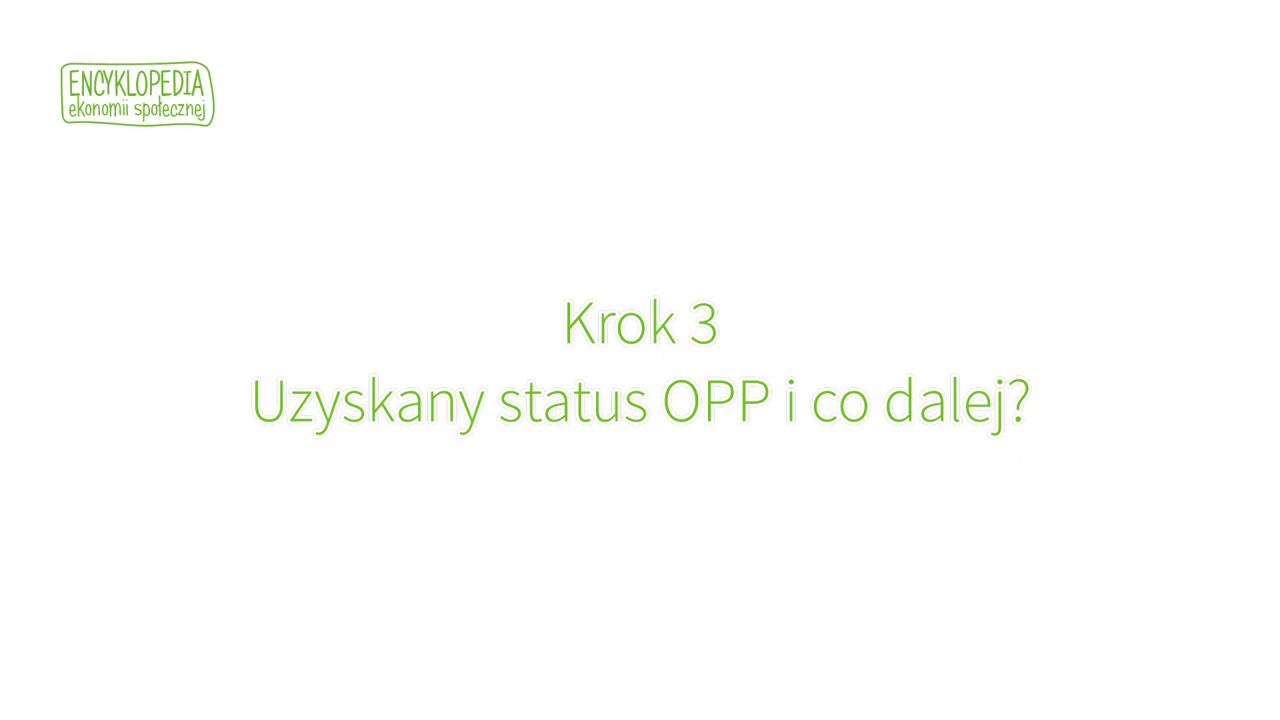 ENCYKLOPEDIA
ekonomii społecznej
Krok 3
Uzyskany status OPP i co dalej?